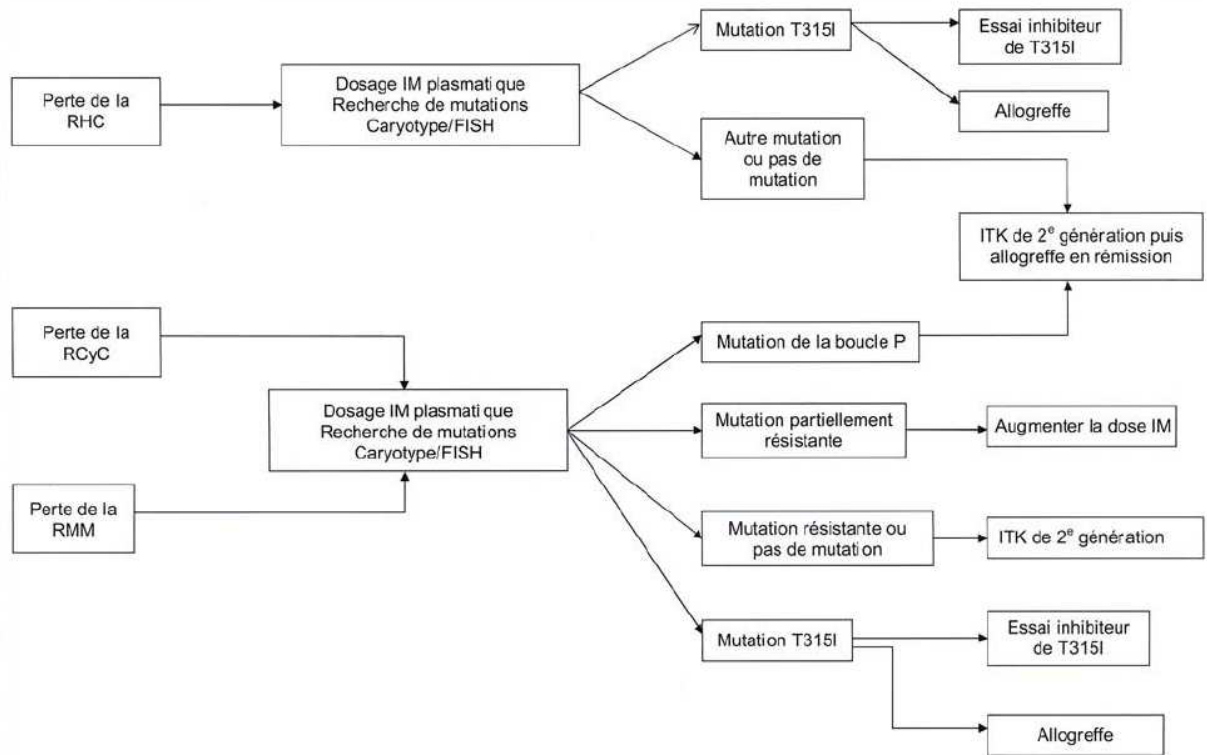 Perte de la
RHC
Dosage IM plasmatique
Recherche de mutations
Caryotype/FISH
Mutation T315I
Essai inhibiteur
de T315I
Allogreffe
Autre mutation
ou pas de
mutation
ITK de 2e génération puis
allogreffe en rémission
Perte de la
RCyC
Perte de la
RMM
Dosage IM plasmatique
Recherche de mutations
Caryotype/FISH
Mutation de la boucle P
Mutation partiellement
résistante
Augmenter la dose IM
Mutation résistante ou
pas de mutation
ITK de 2e génération
Mutation T315I
Essai inhibiteur
de T315I
Allogreffe